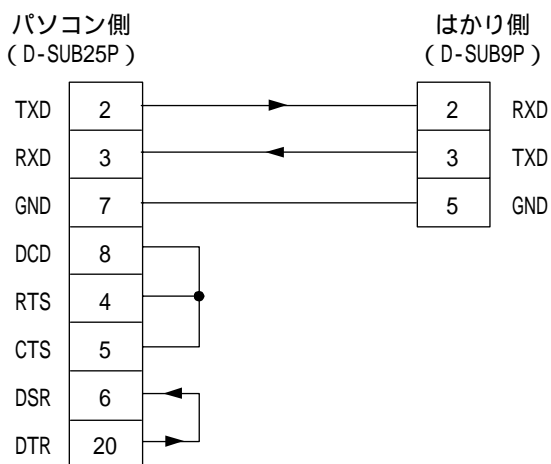 パソコン側 はかり側
(D-SUB25P) (D-SUB9P)
TXD 2 2 RXD
RXD 3 3 TXD
GND 7 5 GND
DCD 8
RTS 4
CTS 5
DSR 6
DTR 20